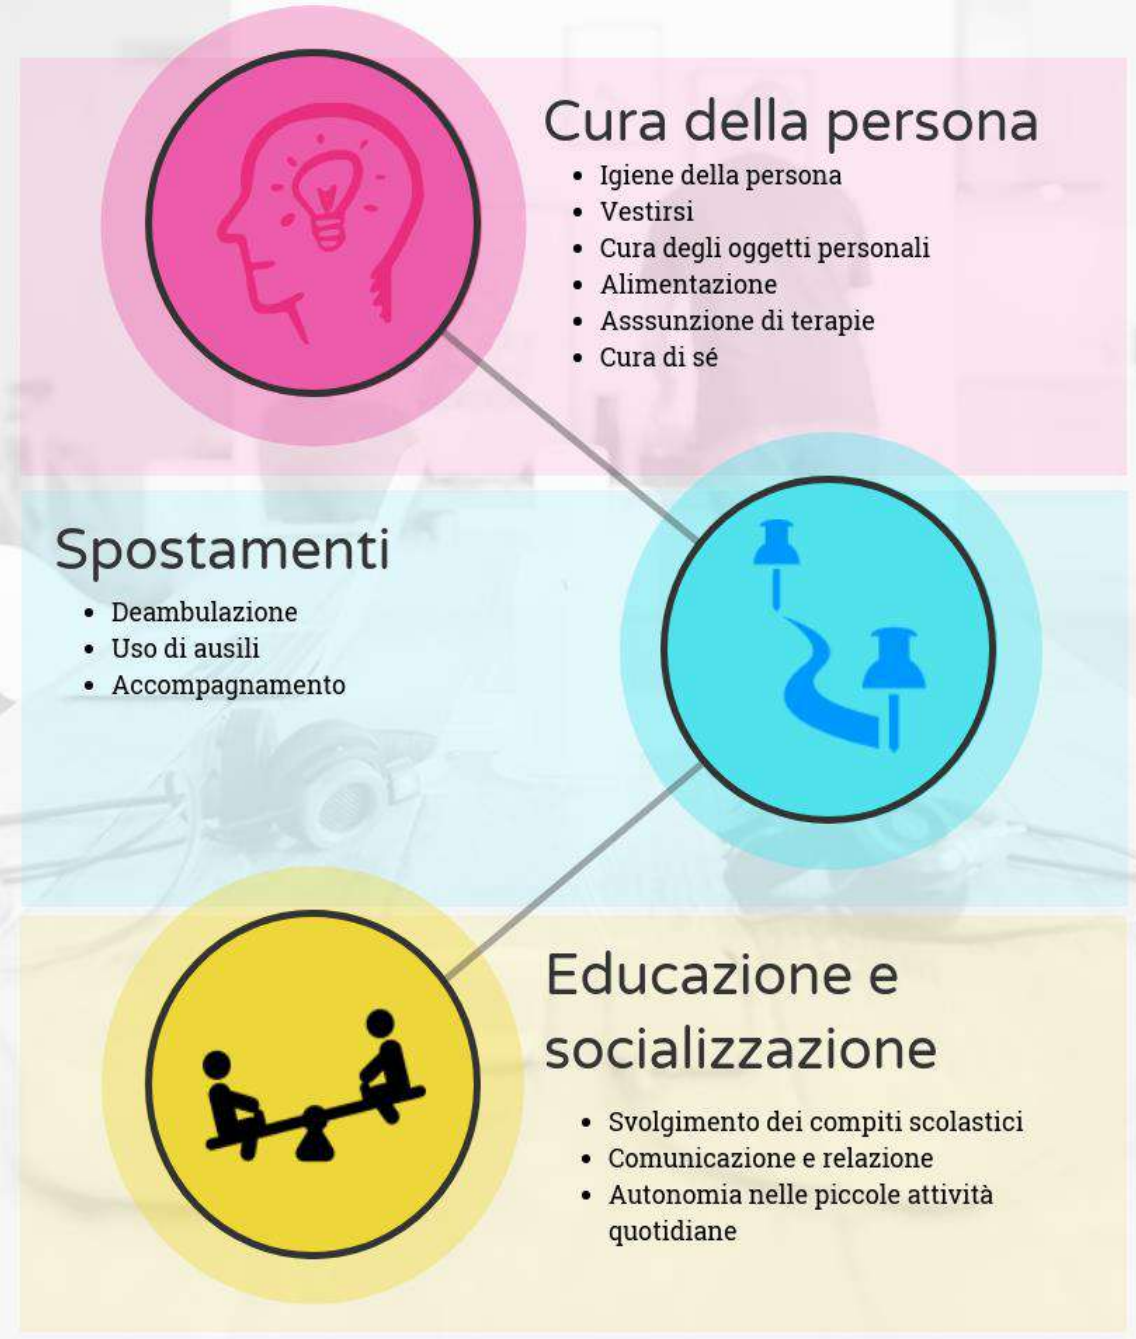 Cura della persona
• Igiene della persona
• Vestirsi
• Cura degli oggetti personali
• Alimentazione
• Asssunzione di terapie
• Cura di sé
Spostamenti
• Deambulazione
• Uso di ausili
• Accompagnamento
Educazione e
socializzazione
• Svolgimento dei compiti scolastici
• Comunicazione e relazione
• Autonomia nelle piccole attività
quotidiane